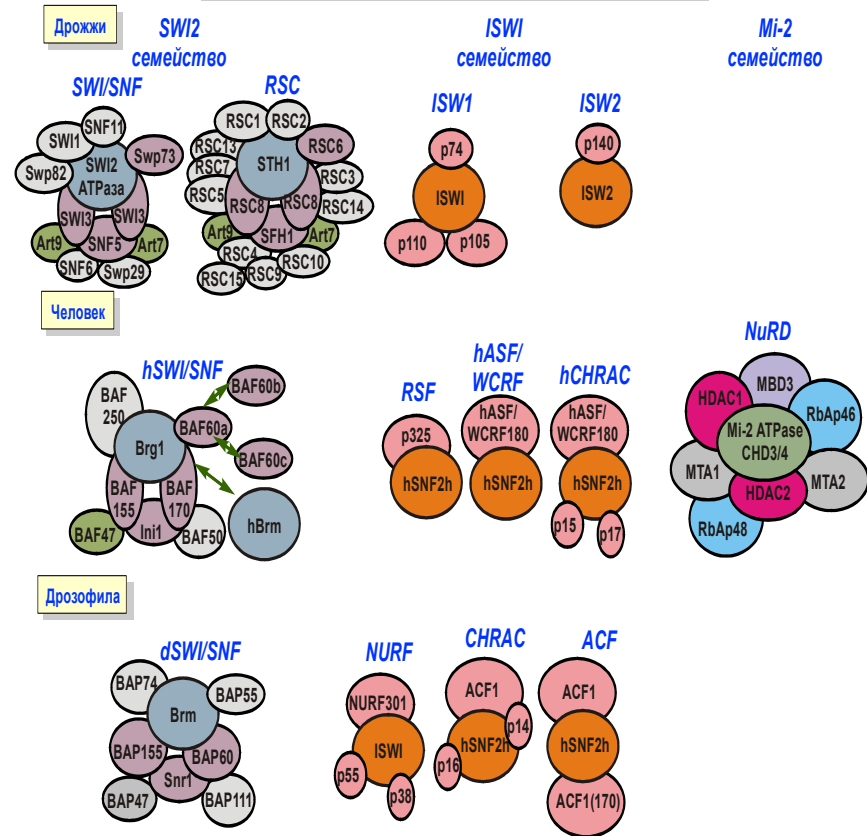 Дрожжи
SWI2
семейство
ISWI
семейство
Mi-2
семейство
SWI/SNF
RSC
ISW1
ISW2
SNF11
SWI1
Swp73
Swp82
SWI2
ATPаза
SWI3
SWI3
Art9
SNF5
Art7
SNF6
Swp29
RSC1
RSC2
RSC13
RSC6
RSC7
STH1
RSC3
RSC5
RSC8
RSC8
RSC14
Art9
SFH1
Art7
RSC4
RSC10
RSC15
RSC9
p74
ISWI
p110
p105
p140
ISW2
Человек
hSWI/SNF
RSF
hASF/
WCRF
hCHRAC
NuRD
BAF
250
BAF60b
BAF60a
Brg1
BAF60c
BAF
155
BAF
170
BAF47
Ini1
BAF50
hBrm
p325
hSNF2h
hASF/
WCRF180
hSNF2h
hASF/
WCRF180
hSNF2h
p15
p17
HDAC1
MBD3
RbAp46
Mi-2 ATPase
CHD3/4
MTA1
HDAC2
MTA2
RbAp48
Дрозофила
dSWI/SNF
NURF
CHRAC
ACF
BAP74
BAP55
Brm
BAP155
BAP60
Snr1
BAP47
BAP111
NURF301
ISWI
p55
p38
ACF1
p14
hSNF2h
p16
ACF1
hSNF2h
ACF1(170)